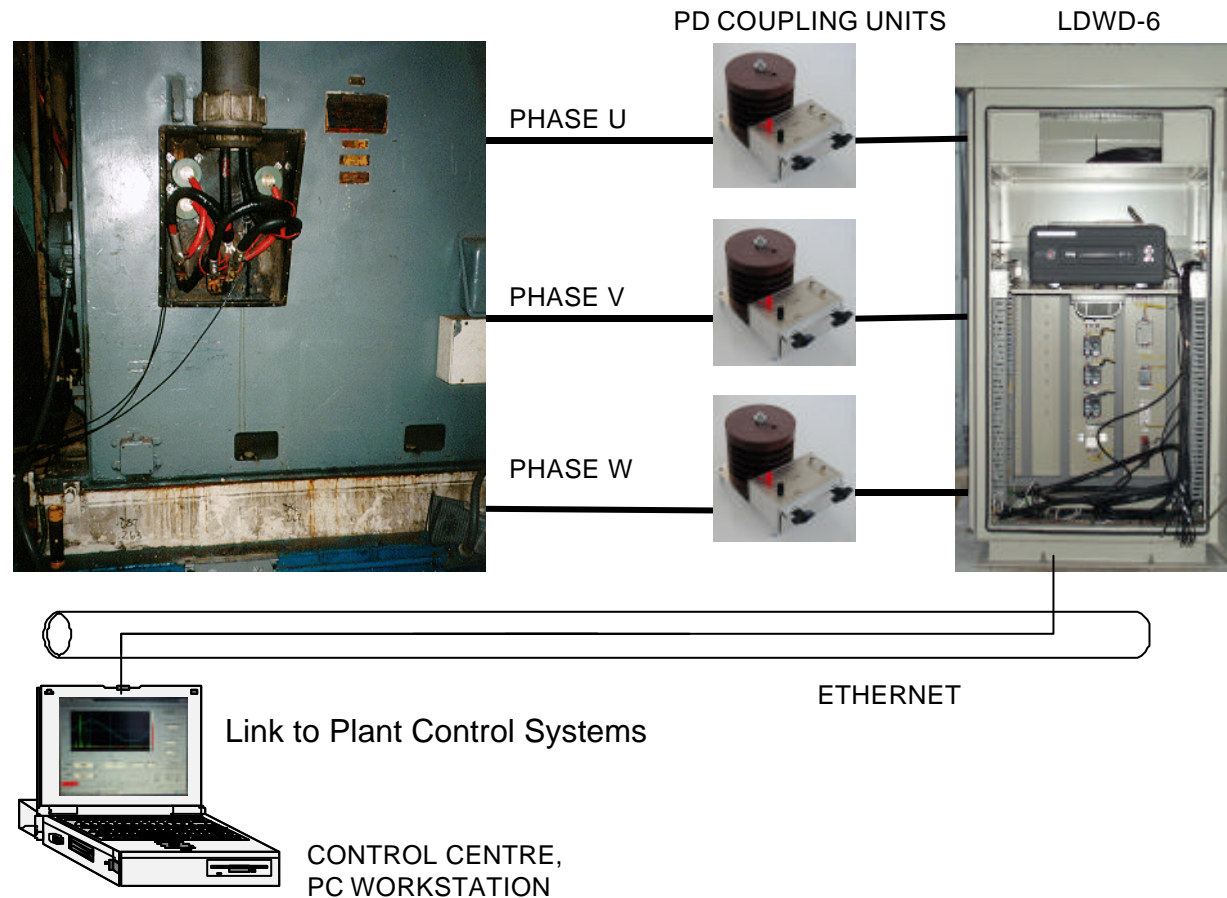 PD COUPLING UNITS
LDWD-6
PHASE U
PHASE V
PHASE W
ETHERNET
Link to Plant Control Systems
CONTROL CENTRE,
PC WORKSTATION